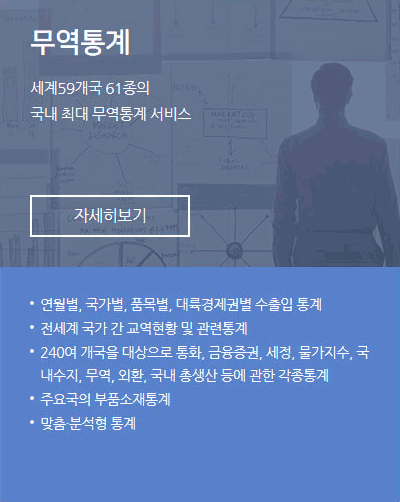 무역통계
세계59개국 61종의
국내 최대 무역통계 서비스
자세히보기
• 연월별, 국가별, 품목별, 대륙경제권별 수출입 통계
• 전세계 국가 간 교역현황 및 관련통계
• 240여 개국을 대상으로 통화, 금융증권, 세정, 물가지수, 국
내수지, 무역, 외환, 국내 총생산 등에 관한 각종통계
• 주요국의 부품소재통계
• 맞춤·분석형 통계